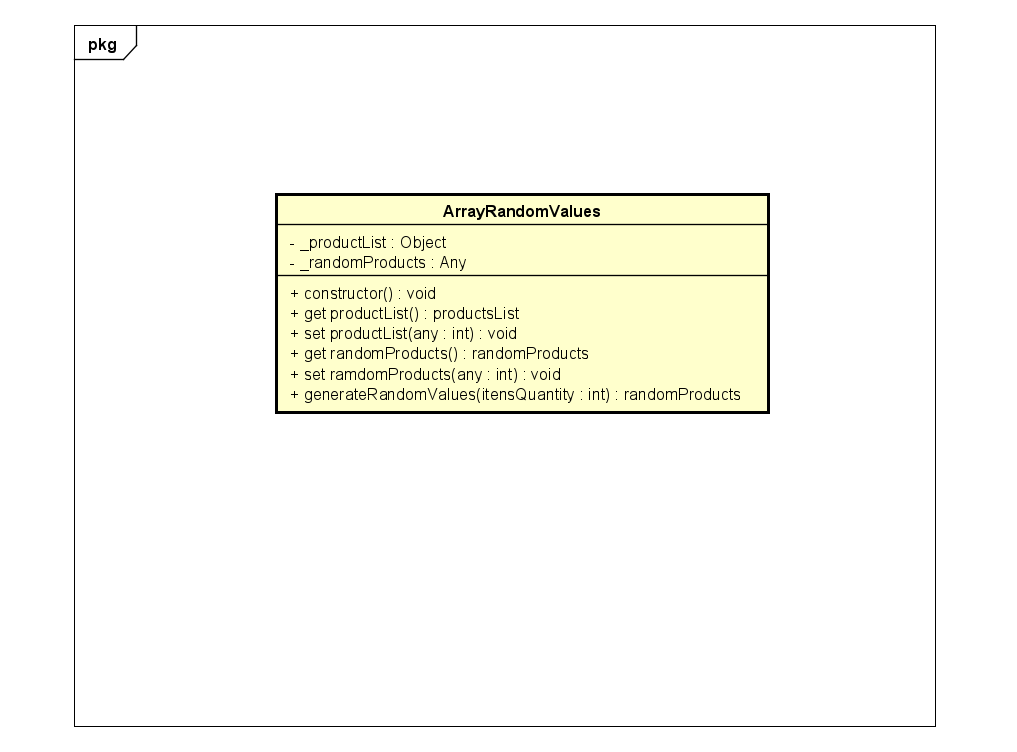 pkg
ArrayRandomValues
- _productList : Object
- _randomProducts : Any
+ constructor() : void
+ get productList() : productsList
+ set productList(any : int) : void
+ get randomProducts() : randomProducts
+ set ramdomProducts(any : int) : void
+ generateRandomValues(itensQuantity : int) : randomProducts